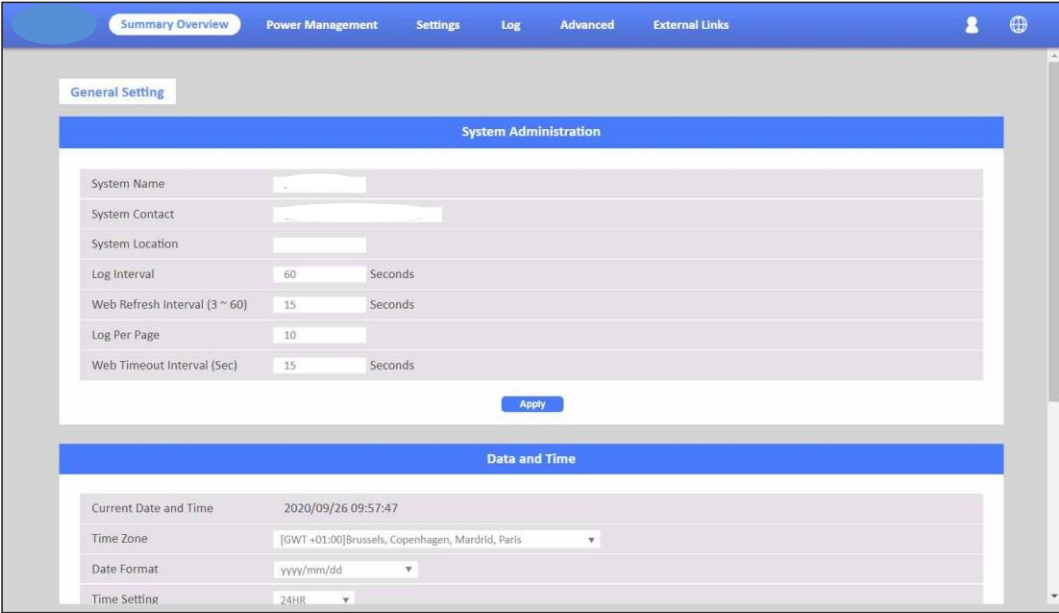 Summary Overview Power Management Settings Log Advanced External Links
General Setting
System Administration
System Name
System Contact
System Location
Log Interval 60 Seconds
Web Refresh Interval (3 ~ 60) 15 Seconds
Log Per Page 10
Web Timeout Interval (Sec) 15 Seconds
Apply
Data and Time
Current Date and Time 2020/09/26 09:57:47
Time Zone [GWT +01:00]Brussels, Copenhagen, Mardrid, Paris
Date Format yyyy/mm/dd
Time Setting 24HR